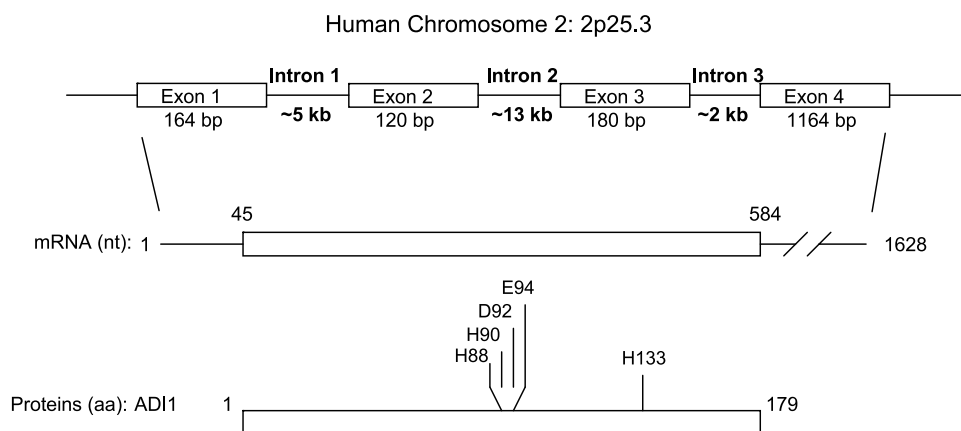 Human Chromosome 2: 2p25.3
Intron 1 Intron 2 Intron 3
Exon 1 Exon 2 Exon 3 Exon 4
164 bp ~5 kb 120 bp ~13 kb 180 bp ~2 kb 1164 bp
45 584
mRNA (nt): 1 1628
E94
D92
H90
H88 H133
Proteins (aa): ADI1 1 179